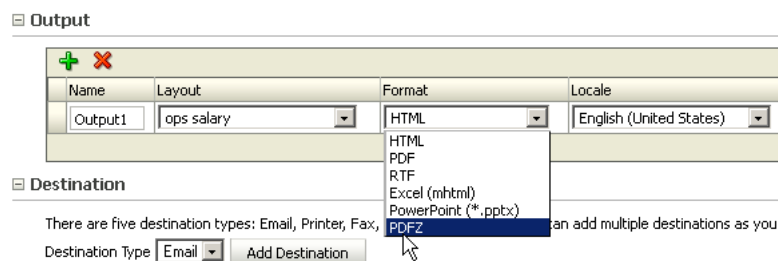 Output
Name Layout Format Locale
Output1 ops salary HTML English (United States)
HTML
PDF
RTF
Excel (mhtml)
PowerPoint (*.pptx)
PDFZ
Destination
There are five destination types: Email, Printer, Fax, can add multiple destinations as you
Destination Type Email Add Destination